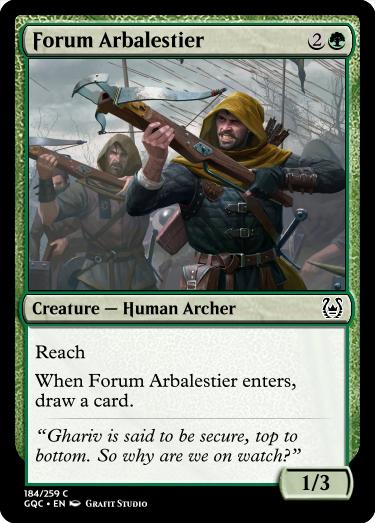 Forum Arbalestier 2
Creature — Human Archer
Reach
When Forum Arbalestier enters,
draw a card.
“Ghariv is said to be secure, top to
bottom. So why are we on watch?”
1/3
184/259 C
GQC • EN Grafit Studio